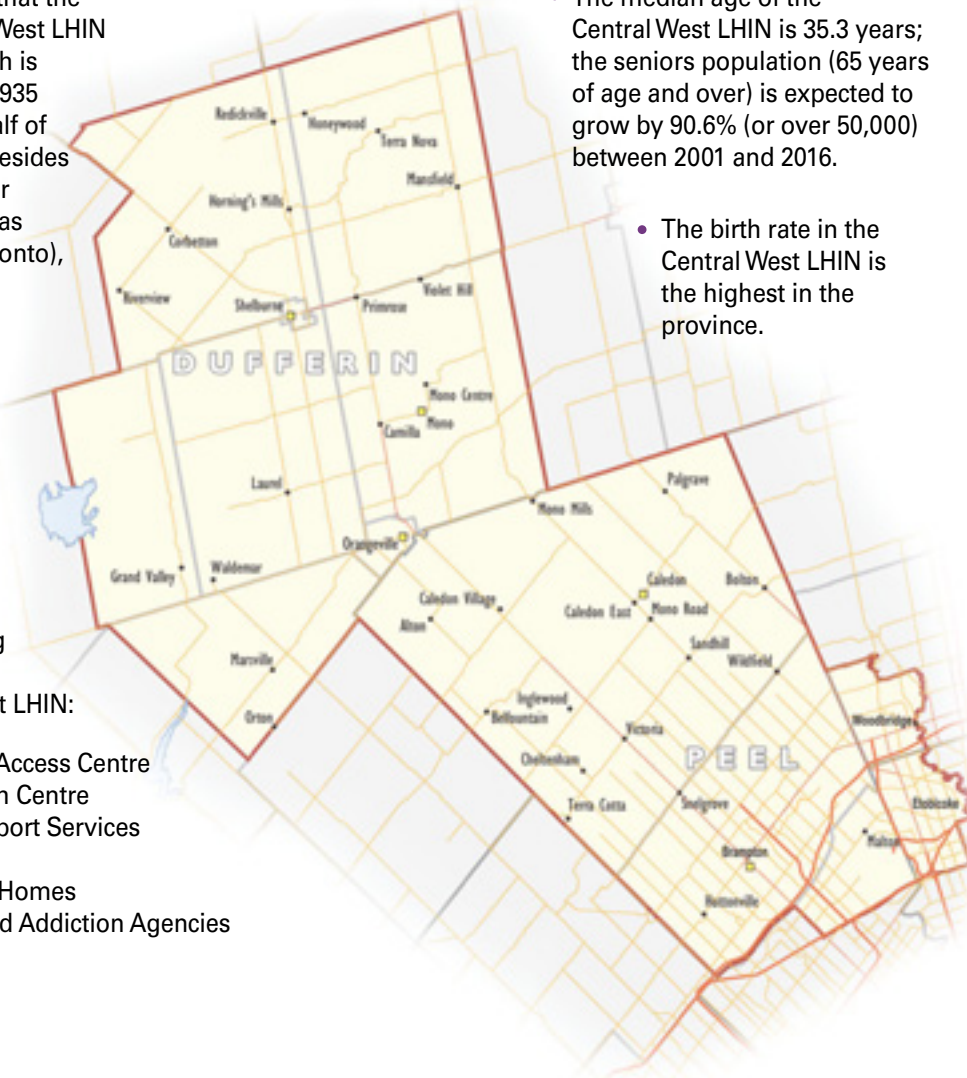 that the
West LHIN
h is
935
alf of
esides
r
as
onto),
g
t LHIN:
Access Centre
n Centre
port Services
Homes
d Addiction Agencies
The median age of the
Central West LHIN is 35.3 years;
the seniors population (65 years
of age and over) is expected to
grow by 90.6% (or over 50,000)
between 2001 and 2016.
• The birth rate in the
Central West LHIN is
the highest in the
province.
Redickville
Honeywood
Terra Nova
Mansfield
Horning's Mills
Corbetton
Riverview
Shelburne
Primrose
Violet Hill
DUFFERIN
Mono Centre
Mono
Camilla
Laurel
Orangeville
Mono Mills
Palgrave
Grand Valley
Waldemar
Caledon Village
Alton
Caledon
Caledon East
Mono Road
Bolton
Sandhill
Wildfield
Marsville
Orton
Inglewood
Belfountain
Victoria
Cheltenham
PEEL
Terra Cotta
Snelgrove
Woodbridge
Etobicoke
Malton
Brampton
Huttonville